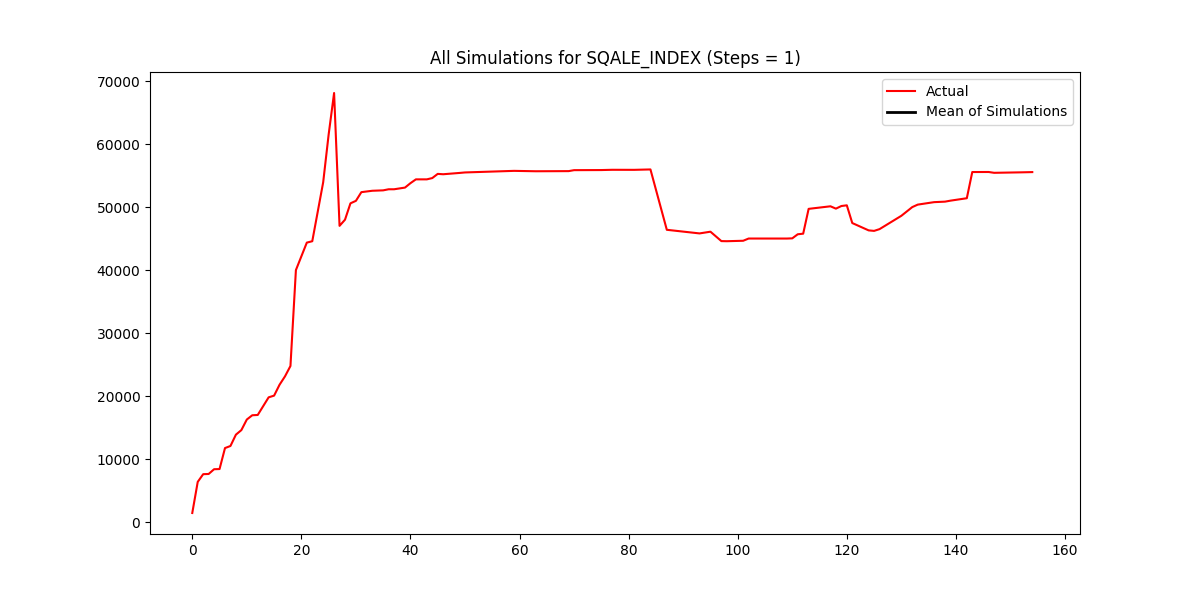 All Simulations for SQALE_INDEX (Steps = 1)
70000
60000
50000
40000
30000
20000
10000
0
Actual
Mean of Simulations
0 20 40 60 80 100 120 140 160